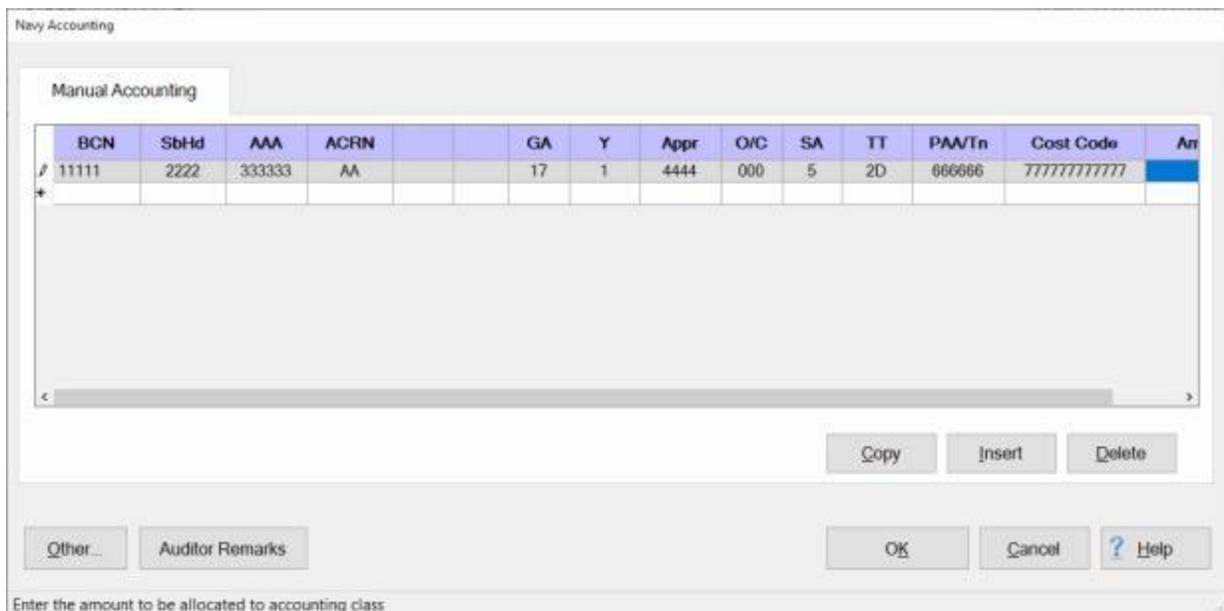 Navy Accounting
Manual Accounting
BCN SbHd AAA ACRN GA Y Appr O/C SA TT PAA/Tn Cost Code Am
11111 2222 333333 AA 17 1 4444 000 5 2D 666666 777777777777
Copy Insert Delete
Other... Auditor Remarks OK Cancel ? Help
Enter the amount to be allocated to accounting class